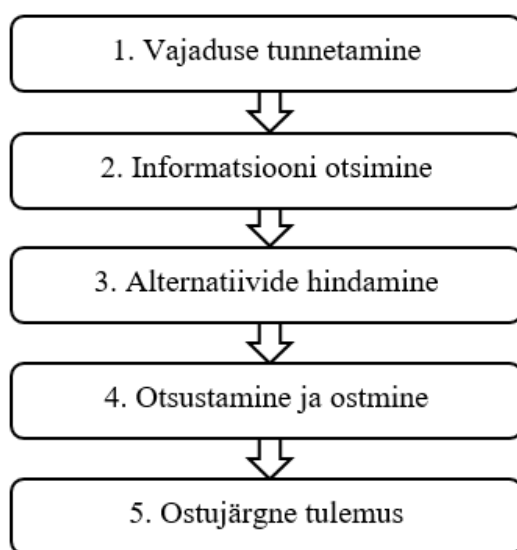 1. Vajaduse tunnetamine
2. Informatsiooni otsimine
3. Alternatiivide hindamine
4. Otsustamine ja ostmine
5. Ostujärgne tulemus